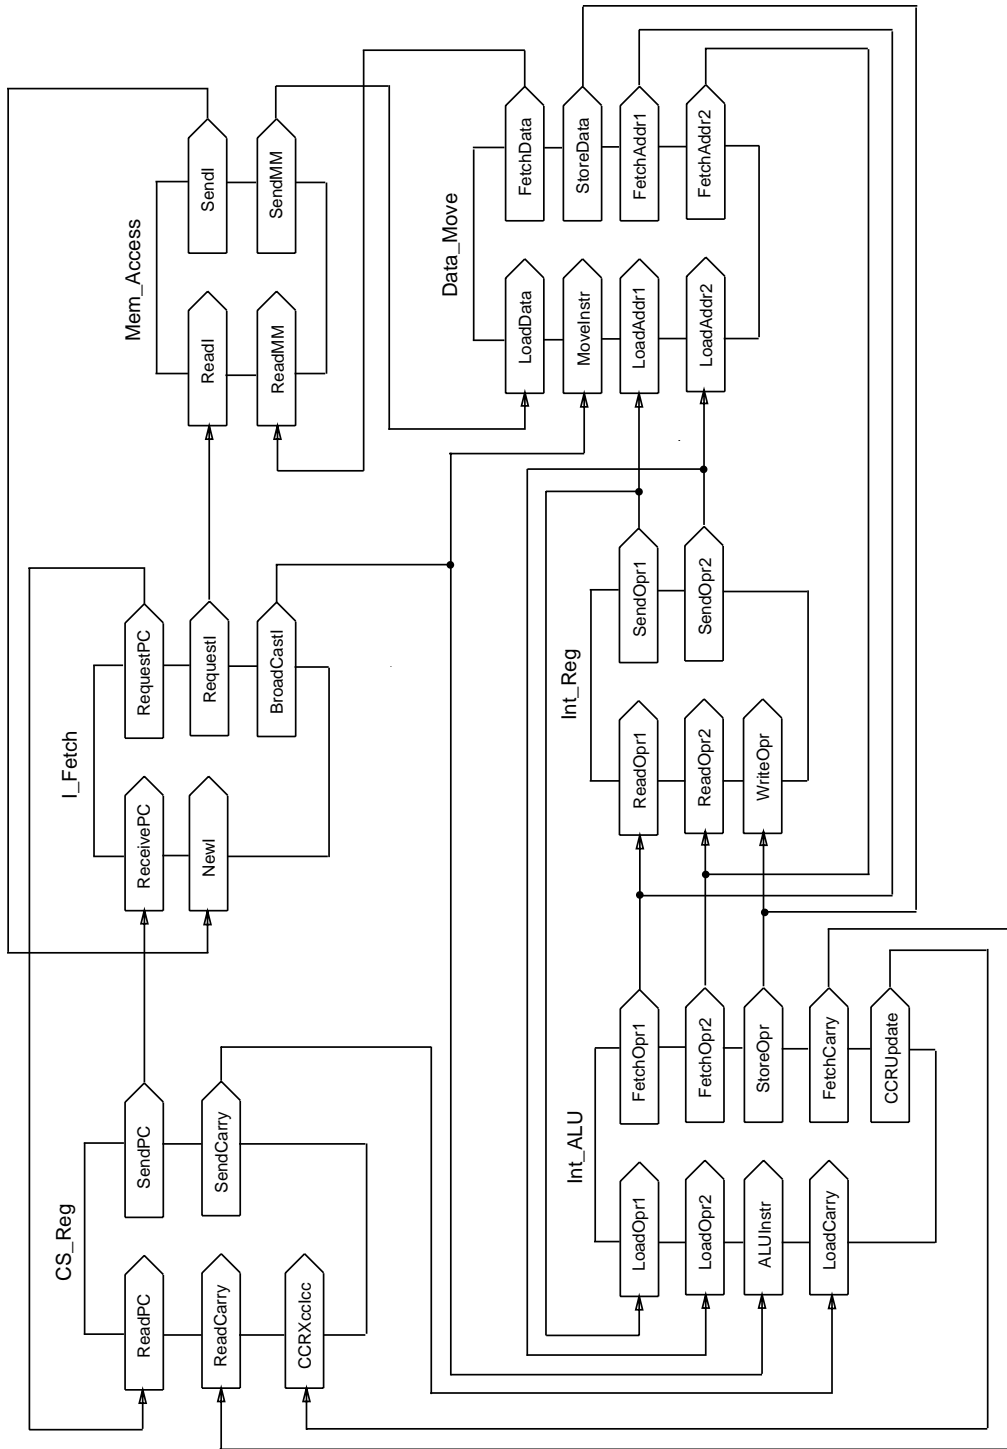 CS_Reg
ReadPC
ReadCarry
CCRXccIcc
SendPC
SendCarry
I_Fetch
ReceivePC
NewI
RequestPC
RequestI
BroadCastI
Mem_Access
ReadI
ReadMM
SendI
SendMM
Int_ALU
LoadOpr1
LoadOpr2
ALUInstr
LoadCarry
FetchOpr1
FetchOpr2
StoreOpr
FetchCarry
CCRUpdate
Int_Reg
ReadOpr1
ReadOpr2
WriteOpr
SendOpr1
SendOpr2
Data_Move
LoadData
MoveInstr
LoadAddr1
LoadAddr2
FetchData
StoreData
FetchAddr1
FetchAddr2